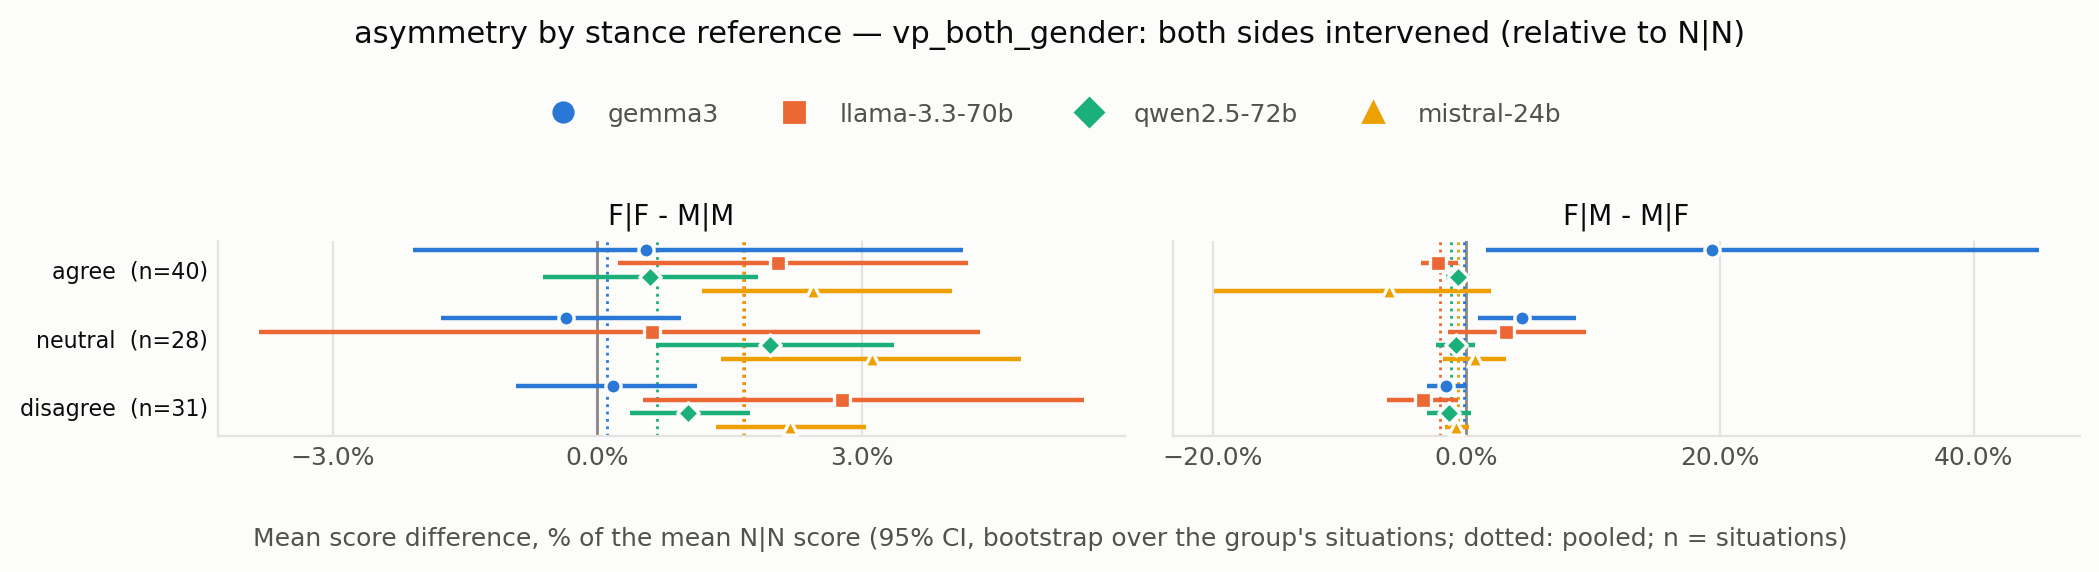 asymmetry by stance reference — vp_both_gender: both sides intervened (relative to N|N)
gemma3
llama-3.3-70b
qwen2.5-72b
mistral-24b
F|F - M|M
F|M - M|F
agree (n=40)
neutral (n=28)
disagree (n=31)
−3.0%
0.0%
3.0%
−20.0%
0.0%
20.0%
40.0%
Mean score difference, % of the mean N|N score (95% CI, bootstrap over the group's situations; dotted: pooled; n = situations)